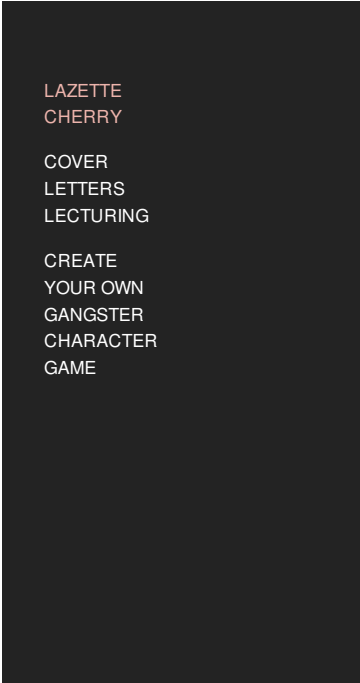 LAZETTE
CHERRY
COVER
LETTERS
LECTURING
CREATE
YOUR OWN
GANGSTER
CHARACTER
GAME